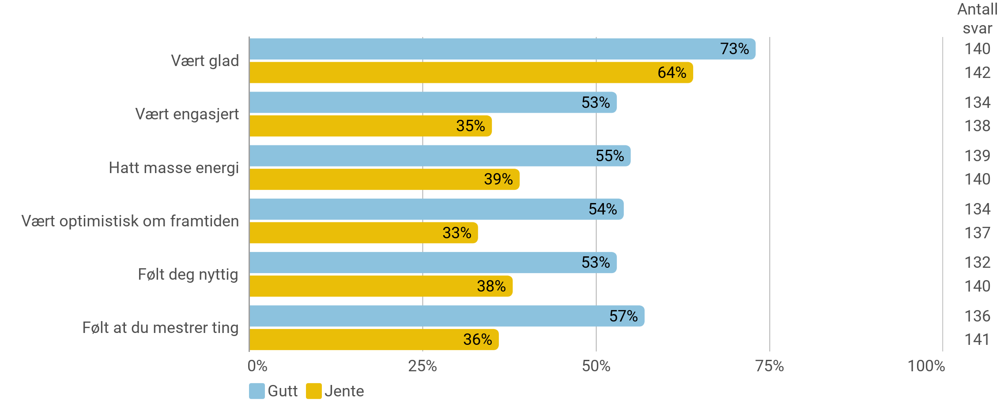 Antall
svar
Vært glad
73%
140
64%
142
Vært engasjert
53%
134
35%
138
Hatt masse energi
55%
139
39%
140
Vært optimistisk om framtiden
54%
134
33%
137
Følt deg nyttig
53%
132
38%
140
Følt at du mestrer ting
57%
136
36%
141
0% 25% 50% 75% 100%
Gutt Jente